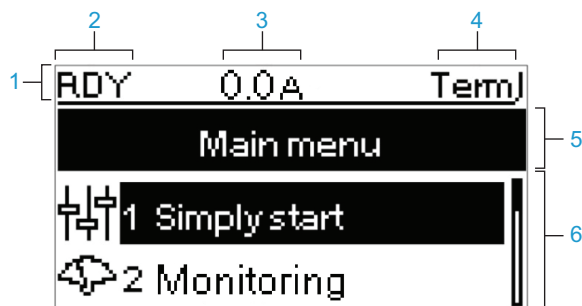 2 3 4
1 RDY 0.0A Term
Main menu 5
1 Simply start 6
2 Monitoring